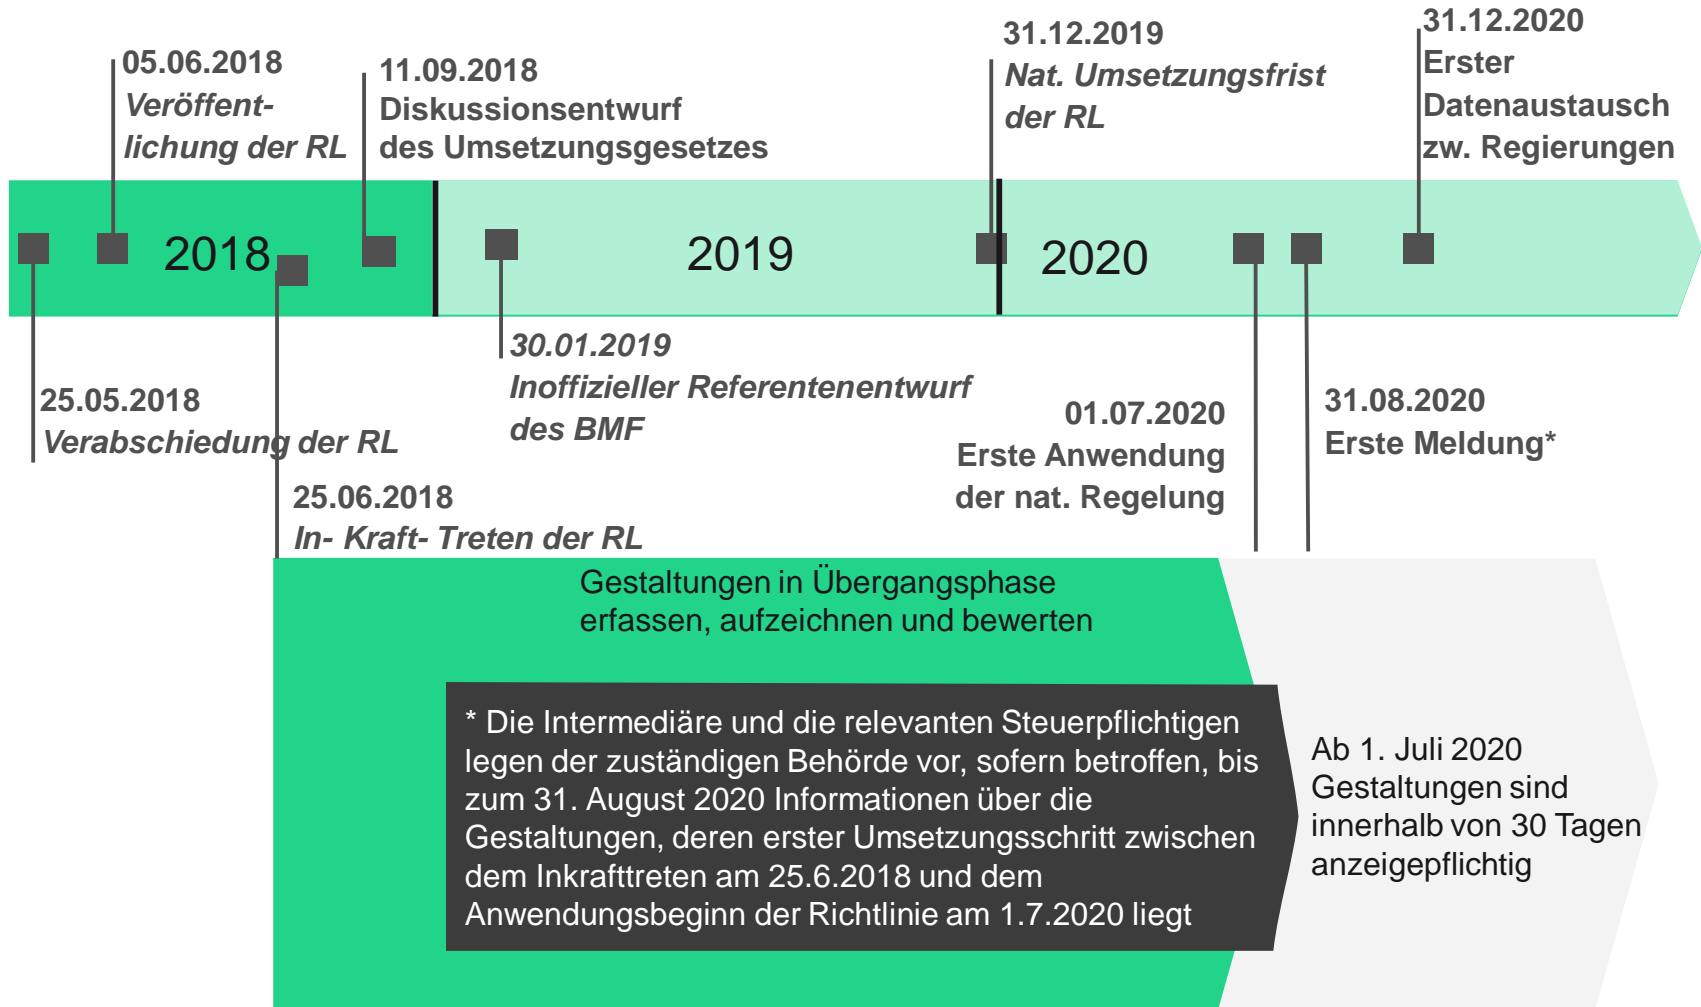 05.06.2018
Veröffent-
lichung der RL
11.09.2018
Diskussionsentwurf
des Umsetzungsgesetzes
31.12.2019
Nat. Umsetzungsfrist
der RL
31.12.2020
Erster
Datenaustausch
zw. Regierungen
2018
2019
2020
25.05.2018
Verabschiedung der RL
25.06.2018
In- Kraft- Treten der RL
30.01.2019
Inoffizieller Referentenentwurf
des BMF
01.07.2020
Erste Anwendung
der nat. Regelung
31.08.2020
Erste Meldung*
Gestaltungen in Übergangsphase
erfassen, aufzeichnen und bewerten
* Die Intermediäre und die relevanten Steuerpflichtigen
legen der zuständigen Behörde vor, sofern betroffen, bis
zum 31. August 2020 Informationen über die
Gestaltungen, deren erster Umsetzungsschritt zwischen
dem Inkrafttreten am 25.6.2018 und dem
Anwendungsbeginn der Richtlinie am 1.7.2020 liegt
Ab 1. Juli 2020
Gestaltungen sind
innerhalb von 30 Tagen
anzeigepflichtig